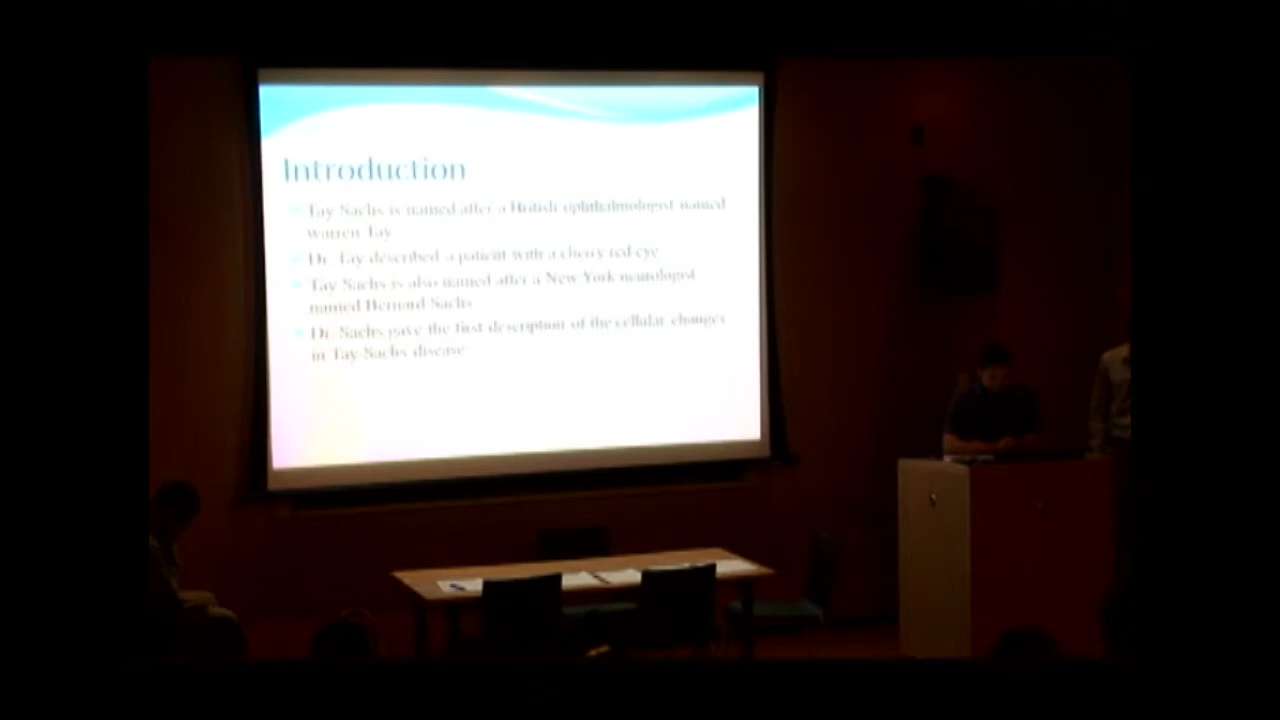 Introduction
Tay Sachs is named after a British ophthalmologist named
warren Tay
Dr. Tay described a patient with a cherry red eye
Tay Sachs is also named after a New York neurologist
named Bernard Sachs
Dr. Sachs gave the first description of the cellular changes
in Tay-Sachs disease